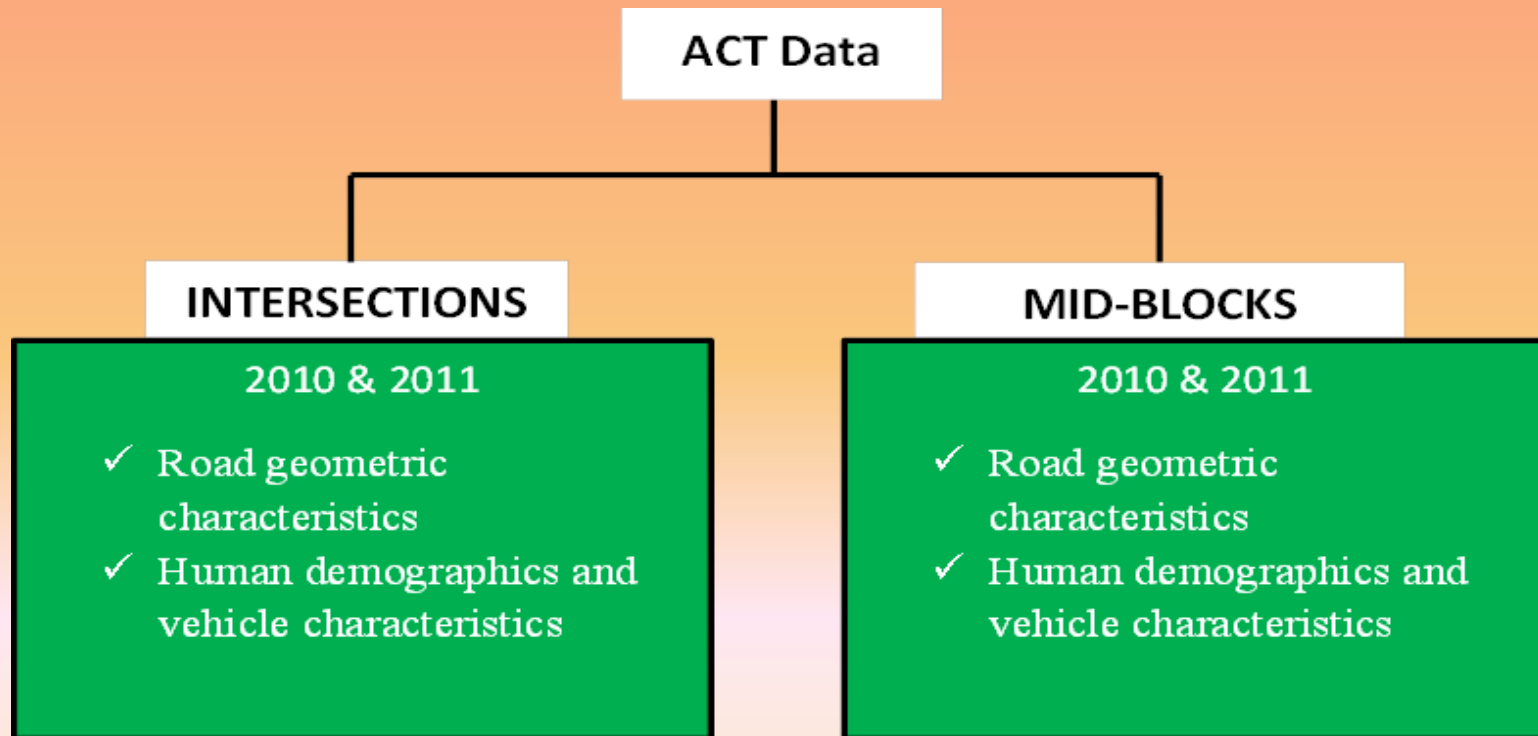 ACT Data
INTERSECTIONS
2010 & 2011
✓ Road geometric
characteristics
✓ Human demographics and
vehicle characteristics
MID-BLOCKS
2010 & 2011
✓ Road geometric
characteristics
✓ Human demographics and
vehicle characteristics